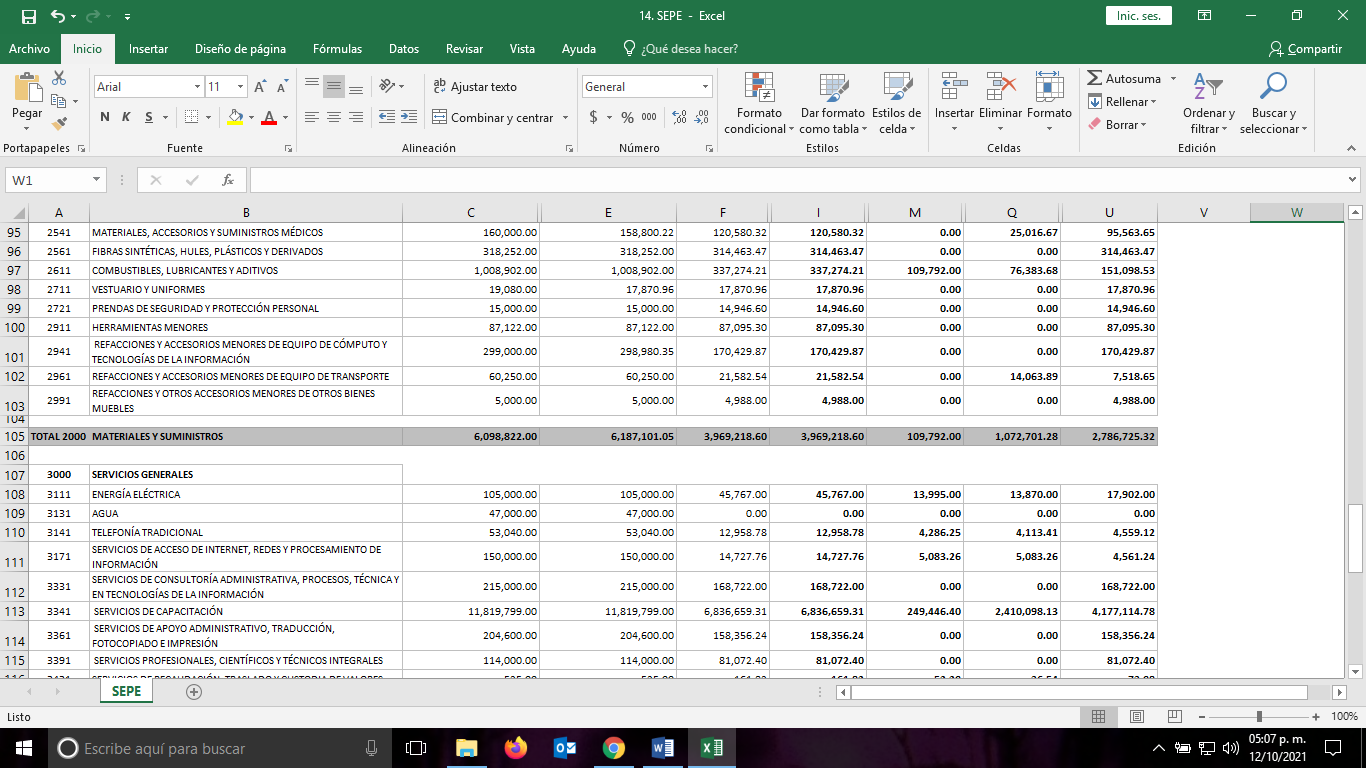 14. SEPE - Excel
Inic. ses.
Archivo Inicio Insertar Diseño de página Fórmulas Datos Revisar Vista Ayuda ¿Qué desea hacer? Compartir
Pegar
Portapapeles
Arial 11
N K S
Fuente
Ajustar texto
Combinar y centrar
Alineación
General
$ % 000
Número
Formato condicional
Dar formato como tabla
Estilos de celda
Estilos
Insertar Eliminar Formato
Celdas
Autosuma
Rellenar
Borrar
Ordenar y filtrar
Buscar y seleccionar
Edición
W1 fx
A B C E F I M Q U V W
95 2541 MATERIALES, ACCESORIOS Y SUMINISTROS MÉDICOS 160,000.00 158,800.22 120,580.32 120,580.32 0.00 25,016.67 95,563.65
96 2561 FIBRAS SINTÉTICAS, HULES, PLÁSTICOS Y DERIVADOS 318,252.00 318,252.00 314,463.47 314,463.47 0.00 0.00 314,463.47
97 2611 COMBUSTIBLES, LUBRICANTES Y ADITIVOS 1,008,902.00 1,008,902.00 337,274.21 337,274.21 109,792.00 76,383.68 151,098.53
98 2711 VESTUARIO Y UNIFORMES 19,080.00 17,870.96 17,870.96 17,870.96 0.00 0.00 17,870.96
99 2721 PRENDAS DE SEGURIDAD Y PROTECCIÓN PERSONAL 15,000.00 15,000.00 14,946.60 14,946.60 0.00 0.00 14,946.60
100 2911 HERRAMIENTAS MENORES 87,122.00 87,122.00 87,095.30 87,095.30 0.00 0.00 87,095.30
101 2941 REFACCIONES Y ACCESORIOS MENORES DE EQUIPO DE CÓMPUTO Y
TECNOLOGÍAS DE LA INFORMACIÓN 299,000.00 298,980.35 170,429.87 170,429.87 0.00 0.00 170,429.87
102 2961 REFACCIONES Y ACCESORIOS MENORES DE EQUIPO DE TRANSPORTE 60,250.00 60,250.00 21,582.54 21,582.54 0.00 14,063.89 7,518.65
103 2991 REFACCIONES Y OTROS ACCESORIOS MENORES DE OTROS BIENES
MUEBLES 5,000.00 5,000.00 4,988.00 4,988.00 0.00 0.00 4,988.00
104
105 TOTAL 2000 MATERIALES Y SUMINISTROS 6,098,822.00 6,187,101.05 3,969,218.60 3,969,218.60 109,792.00 1,072,701.28 2,786,725.32
106
107 3000 SERVICIOS GENERALES
108 3111 ENERGÍA ELÉCTRICA 105,000.00 105,000.00 45,767.00 45,767.00 13,995.00 13,870.00 17,902.00
109 3131 AGUA 47,000.00 47,000.00 0.00 0.00 0.00 0.00 0.00
110 3141 TELEFONÍA TRADICIONAL 53,040.00 53,040.00 12,958.78 12,958.78 4,286.25 4,113.41 4,559.12
111 3171 SERVICIOS DE ACCESO DE INTERNET, REDES Y PROCESAMIENTO DE
INFORMACIÓN 150,000.00 150,000.00 14,727.76 14,727.76 5,083.26 5,083.26 4,561.24
112 3331 SERVICIOS DE CONSULTORÍA ADMINISTRATIVA, PROCESOS, TÉCNICA Y
EN TECNOLOGÍAS DE LA INFORMACIÓN 215,000.00 215,000.00 168,722.00 168,722.00 0.00 0.00 168,722.00
113 3341 SERVICIOS DE CAPACITACIÓN 11,819,799.00 11,819,799.00 6,836,659.31 6,836,659.31 249,446.40 2,410,098.13 4,177,114.78
114 3361 SERVICIOS DE APOYO ADMINISTRATIVO, TRADUCCIÓN,
FOTOCOPIADO E IMPRESIÓN 204,600.00 204,600.00 158,356.24 158,356.24 0.00 0.00 158,356.24
115 3391 SERVICIOS PROFESIONALES, CIENTÍFICOS Y TÉCNICOS INTEGRALES 114,000.00 114,000.00 81,072.40 81,072.40 0.00 0.00 81,072.40
SEPE
Listo 100%
Escribe aquí para buscar
05:07 p. m.
12/10/2021